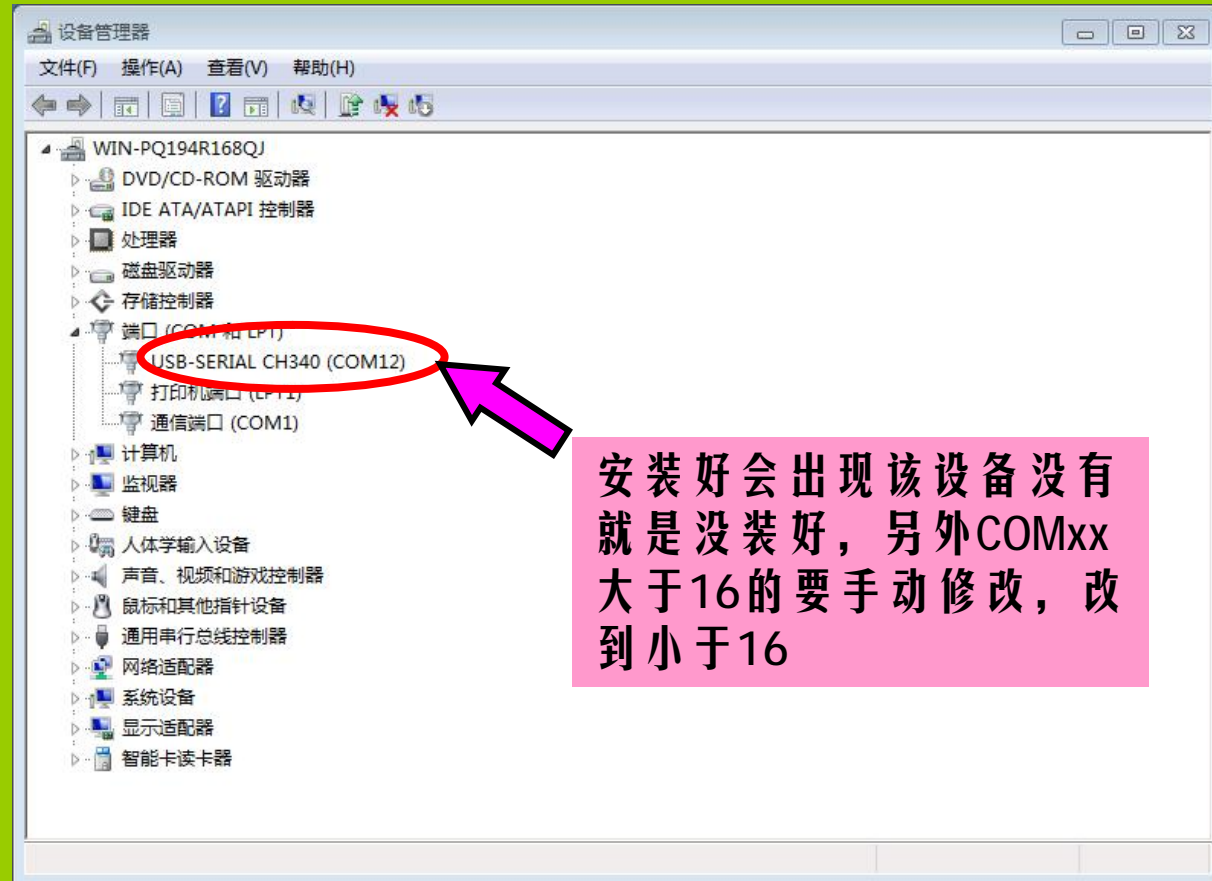 设备管理器
文件(F) 操作(A) 查看(V) 帮助(H)
WIN-PQ194R168QJ
DVD/CD-ROM 驱动器
IDE ATA/ATAPI 控制器
处理器
磁盘驱动器
存储控制器
端口 (COM 和 LPT)
USB-SERIAL CH340 (COM12)
打印机端口 (LPT1)
通信端口 (COM1)
计算机
监视器
键盘
人体学输入设备
声音、视频和游戏控制器
鼠标和其他指针设备
通用串行总线控制器
网络适配器
系统设备
显示适配器
智能卡读卡器
安装好会出现该设备没有
就是没装好，另外COMxx
大于16的要手动修改，改
到小于16